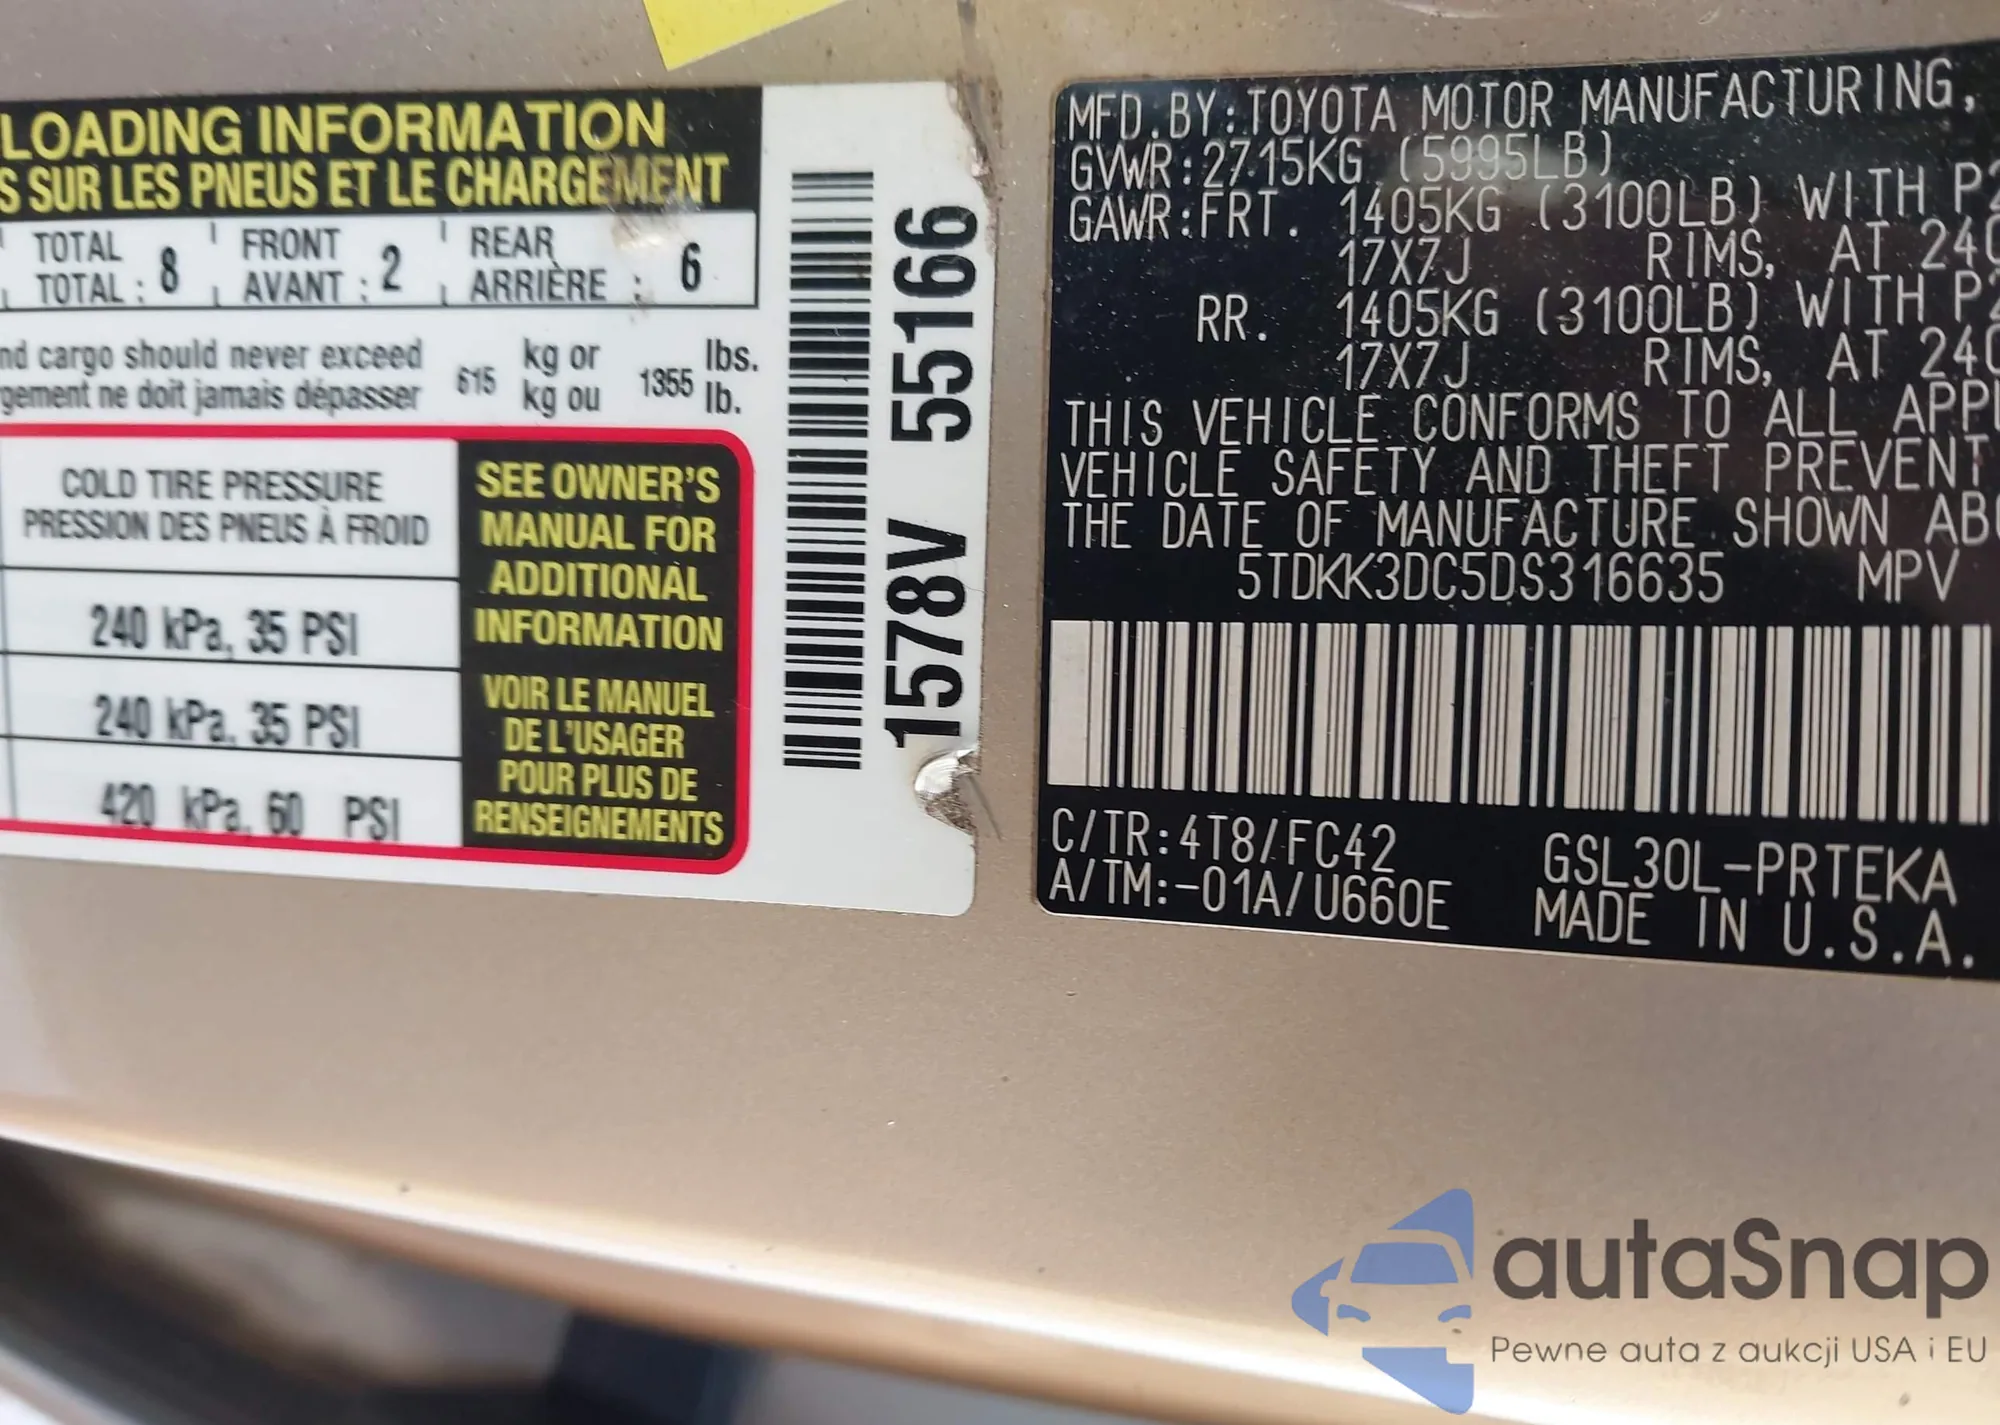 LOADING INFORMATION
SUR LES PNEUS ET LE CHARGEMENT
TOTAL FRONT REAR
TOTAL : 8 AVANT : 2 ARRIÈRE : 6
cargo should never exceed 615 kg or 1355 lbs.
ne doit jamais dépasser kg ou lb.
COLD TIRE PRESSURE
PRESSION DES PNEUS À FROID
240 kPa, 35 PSI
240 kPa, 35 PSI
420 kPa, 60 PSI
SEE OWNER'S
MANUAL FOR
ADDITIONAL
INFORMATION
VOIR LE MANUEL
DE L'USAGER
POUR PLUS DE
RENSEIGNEMENTS
1578V 55166
MFD.BY:TOYOTA MOTOR MANUFACTURING,
GVWR:2715KG (5995LB)
GAWR:FRT. 1405KG (3100LB) WITH
17X7J RIMS, AT
RR. 1405KG (3100LB) WITH
17X7J RIMS, AT
THIS VEHICLE CONFORMS TO ALL
VEHICLE SAFETY AND THEFT PREVENT
THE DATE OF MANUFACTURE SHOWN
5TDKK3DC5DS316635 MPV
C/TR:4T8/FC42 GSL30L-PRTEKA
A/TM:-01A/U660E MADE IN U.S.A.
autaSnap
Pewne auta z aukcji USA i EU